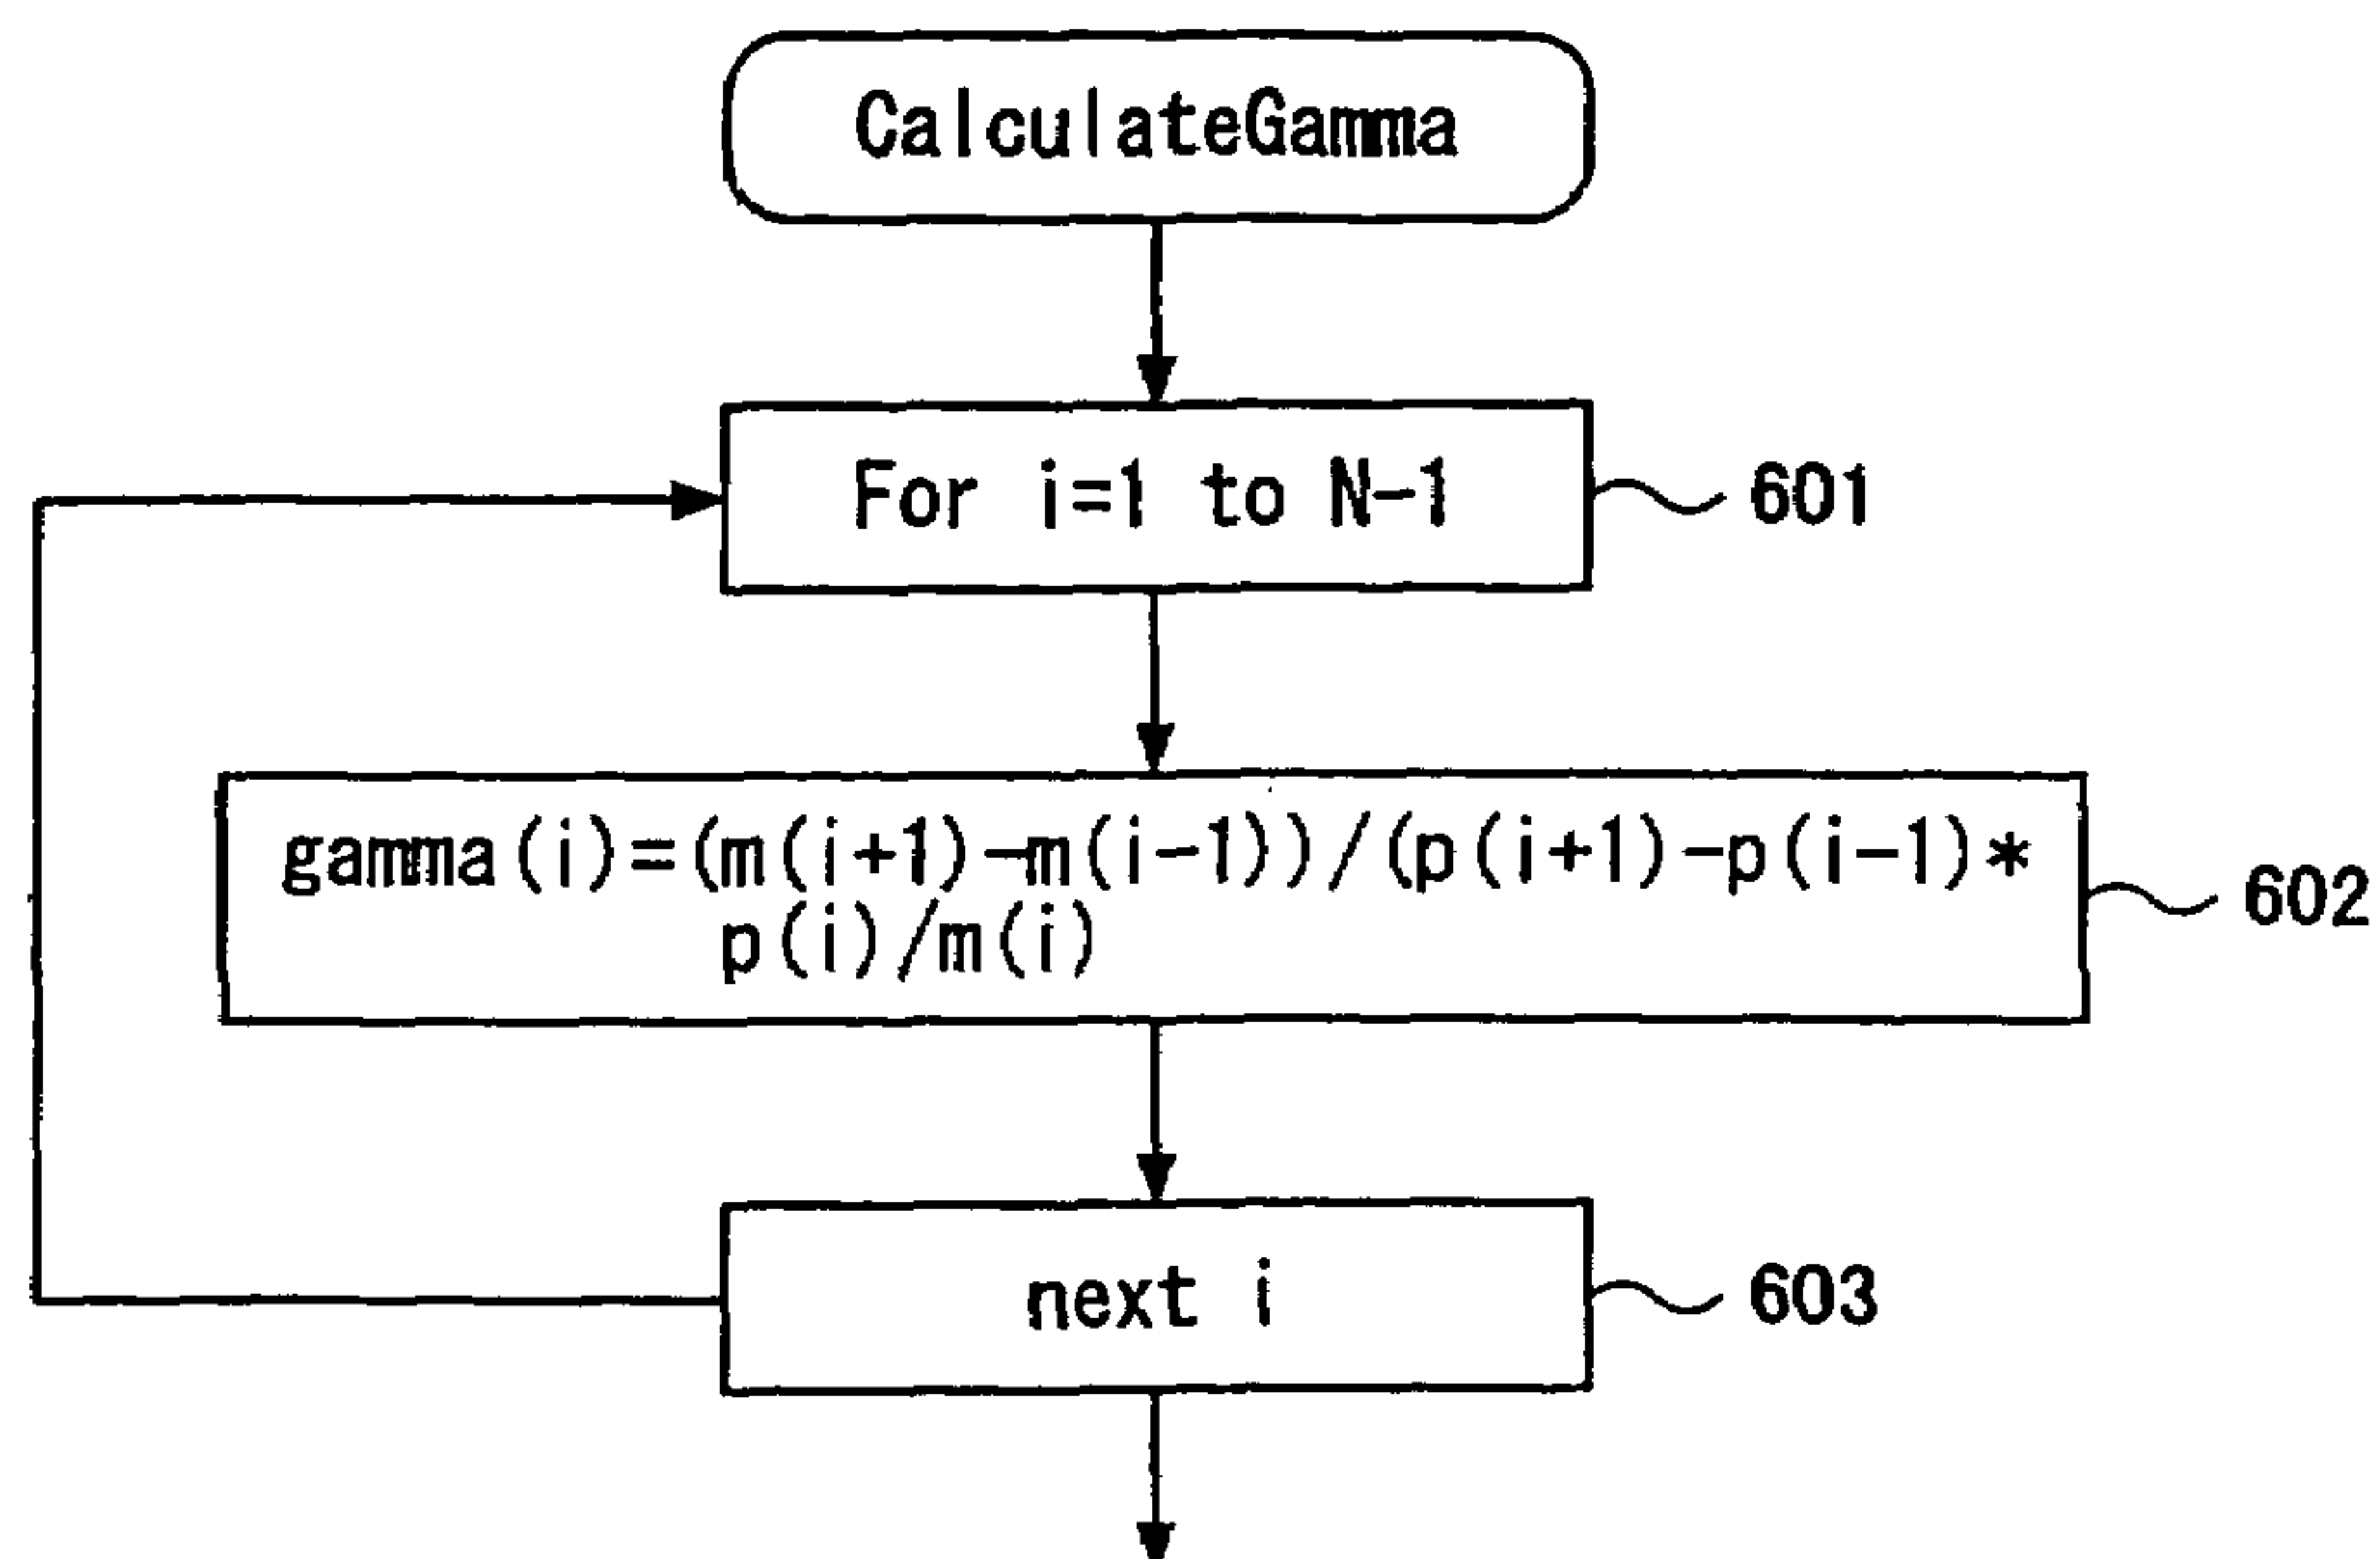 CalculateGamma
For i=1 to N-1
601
gamma(i)=(m(i+1)-m(i-1))/(p(i+1)-p(i-1)*
p(i)/m(i)
602
next i
603